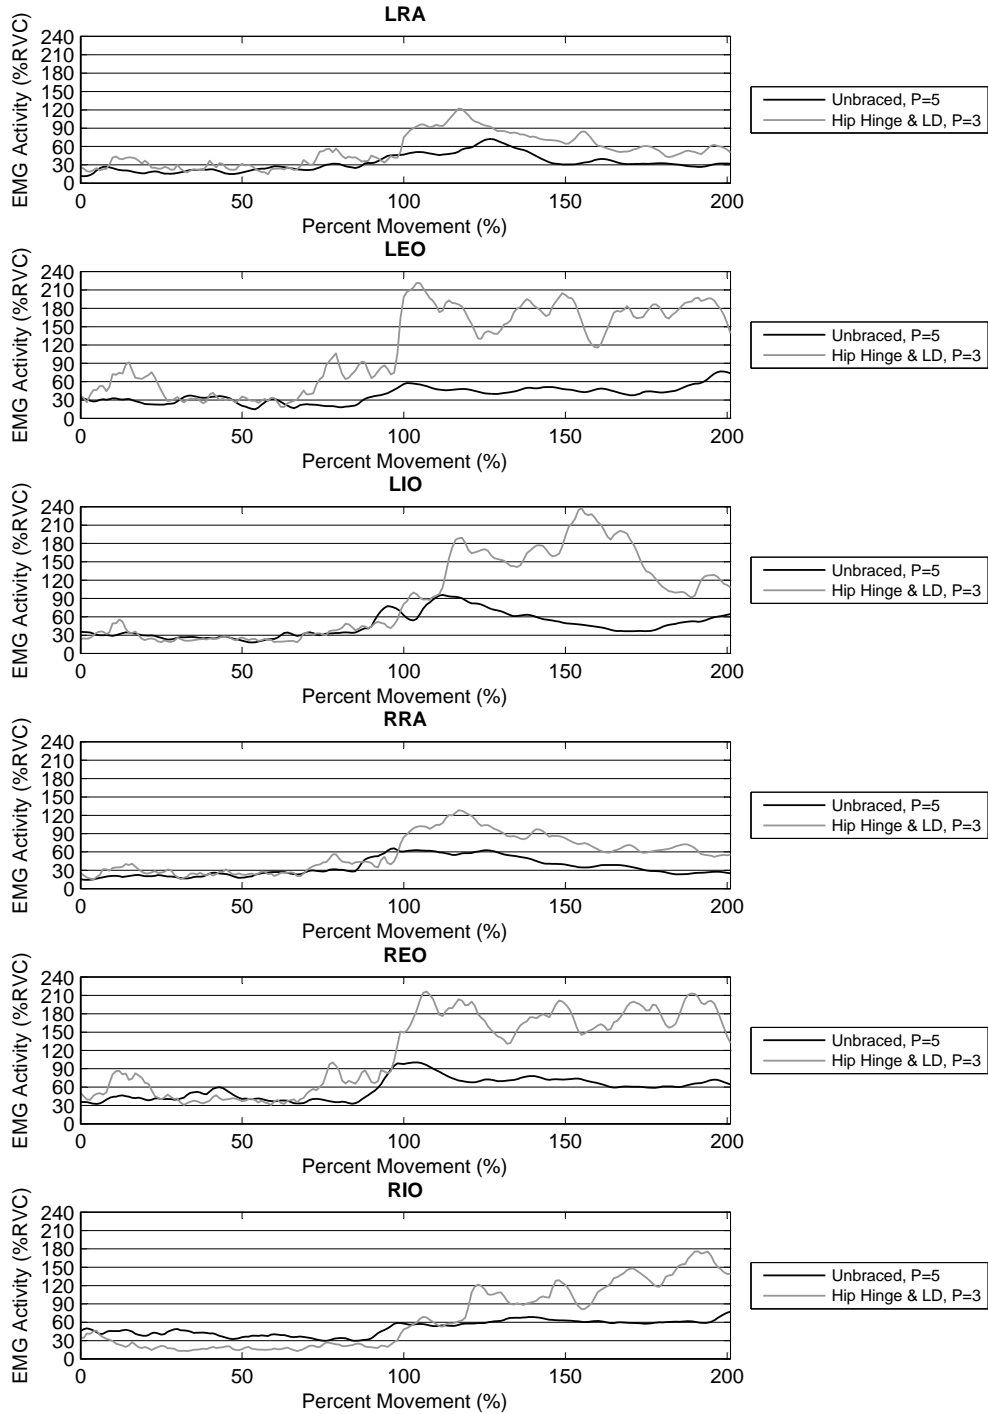 LRA
EMG Activity (%RVC)
240
210
180
150
120
90
60
30
0
0 50 100 150 200
Percent Movement (%)
Unbraced, P=5
Hip Hinge & LD, P=3
LEO
EMG Activity (%RVC)
240
210
180
150
120
90
60
30
0
0 50 100 150 200
Percent Movement (%)
Unbraced, P=5
Hip Hinge & LD, P=3
LIO
EMG Activity (%RVC)
240
210
180
150
120
90
60
30
0
0 50 100 150 200
Percent Movement (%)
Unbraced, P=5
Hip Hinge & LD, P=3
RRA
EMG Activity (%RVC)
240
210
180
150
120
90
60
30
0
0 50 100 150 200
Percent Movement (%)
Unbraced, P=5
Hip Hinge & LD, P=3
REO
EMG Activity (%RVC)
240
210
180
150
120
90
60
30
0
0 50 100 150 200
Percent Movement (%)
Unbraced, P=5
Hip Hinge & LD, P=3
RIO
EMG Activity (%RVC)
240
210
180
150
120
90
60
30
0
0 50 100 150 200
Percent Movement (%)
Unbraced, P=5
Hip Hinge & LD, P=3